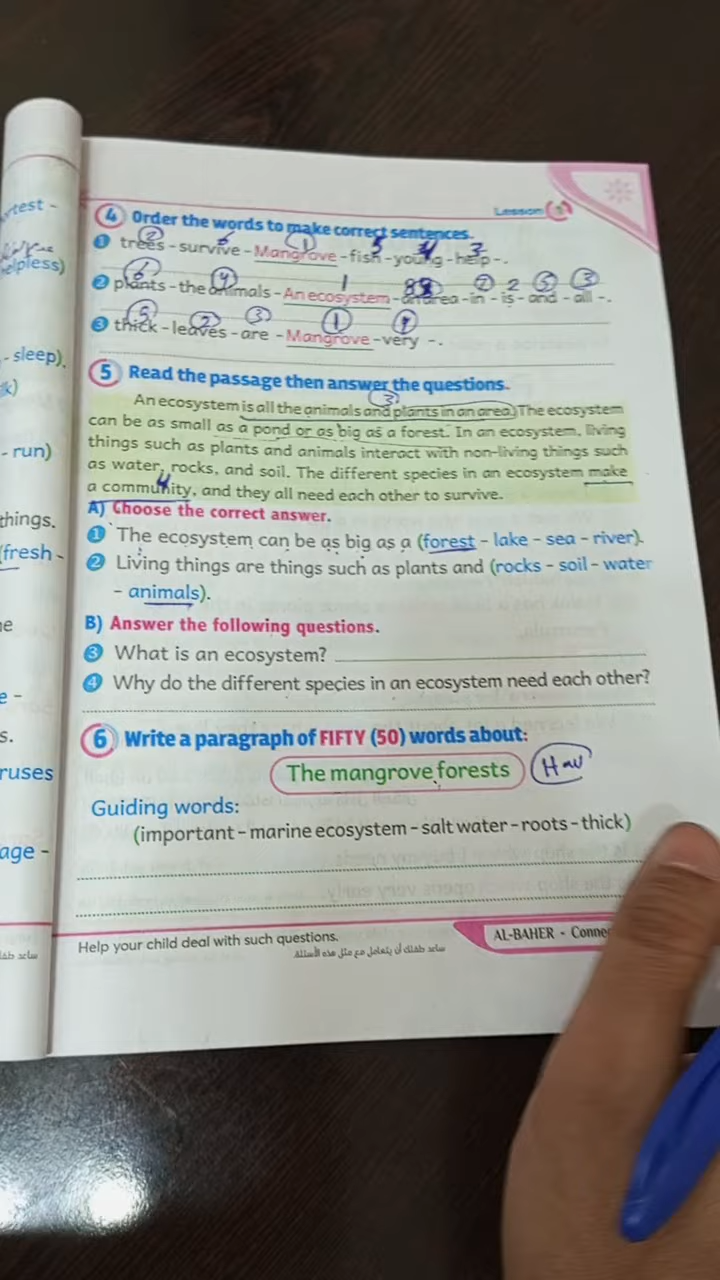 Lesson
4 Order the words to make correct sentences.
1 trees - survive - Mangrove - fish - young - help -.
2 plants - the animals - An ecosystem - an area - in - is - and - all -.
3 thick - leaves - are - Mangrove - very -.
5 Read the passage then answer the questions.
An ecosystem is all the animals and plants in an area. The ecosystem
can be as small as a pond or as big as a forest. In an ecosystem, living
things such as plants and animals interact with non-living things such
as water, rocks, and soil. The different species in an ecosystem make
a community, and they all need each other to survive.
A) Choose the correct answer.
1 The ecosystem can be as big as a (forest - lake - sea - river).
2 Living things are things such as plants and (rocks - soil - water
- animals).
B) Answer the following questions.
3 What is an ecosystem?
4 Why do the different species in an ecosystem need each other?
6 Write a paragraph of FIFTY (50) words about:
The mangrove forests
Guiding words:
(important - marine ecosystem - salt water - roots - thick)
Help your child deal with such questions.
ساعد طفلك أن يتعامل مع مثل هذه الأسئلة
AL-BAHER - Connec
helpless)
- sleep).
- run)
things.
(fresh -
ruses
age -